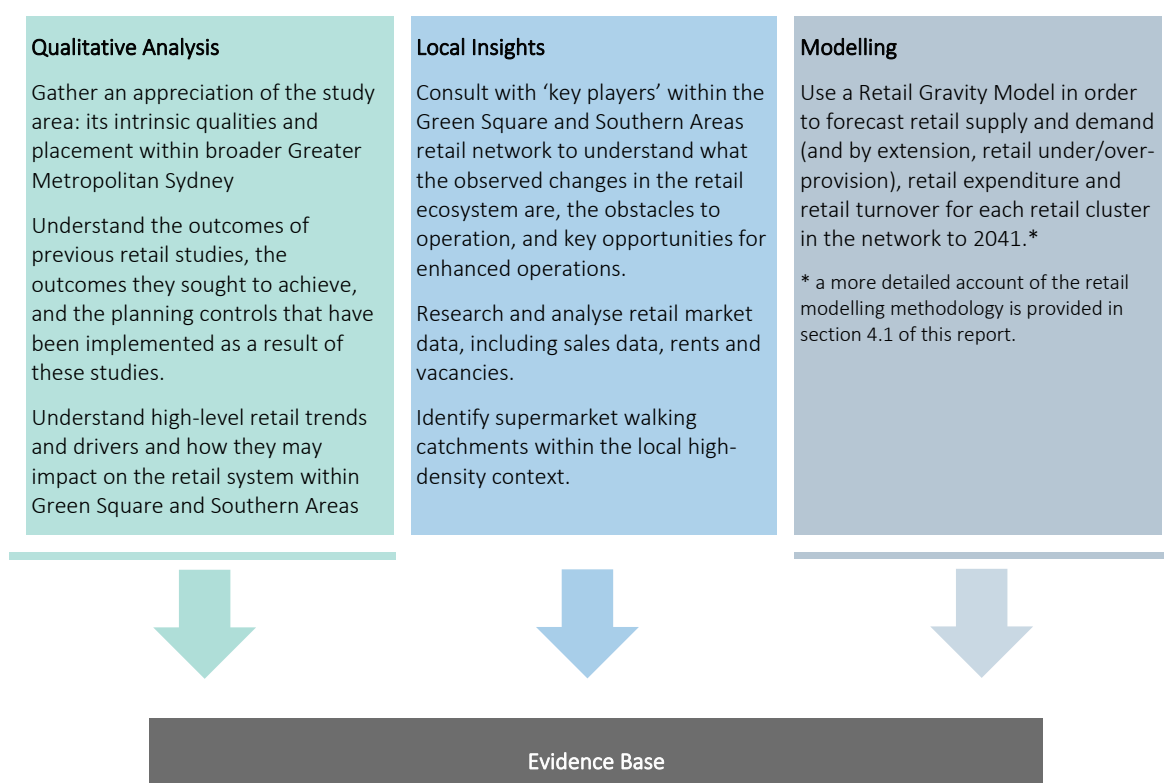 Qualitative Analysis
Gather an appreciation of the study
area: its intrinsic qualities and
placement within broader Greater
Metropolitan Sydney
Understand the outcomes of
previous retail studies, the
outcomes they sought to achieve,
and the planning controls that have
been implemented as a result of
these studies.
Understand high-level retail trends
and drivers and how they may
impact on the retail system within
Green Square and Southern Areas
Local Insights
Consult with ‘key players’ within the
Green Square and Southern Areas
retail network to understand what
the observed changes in the retail
ecosystem are, the obstacles to
operation, and key opportunities for
enhanced operations.
Research and analyse retail market
data, including sales data, rents and
vacancies.
Identify supermarket walking
catchments within the local high-
density context.
Modelling
Use a Retail Gravity Model in order
to forecast retail supply and demand
(and by extension, retail under/over-
provision), retail expenditure and
retail turnover for each retail cluster
in the network to 2041.*
* a more detailed account of the retail
modelling methodology is provided in
section 4.1 of this report.
Evidence Base